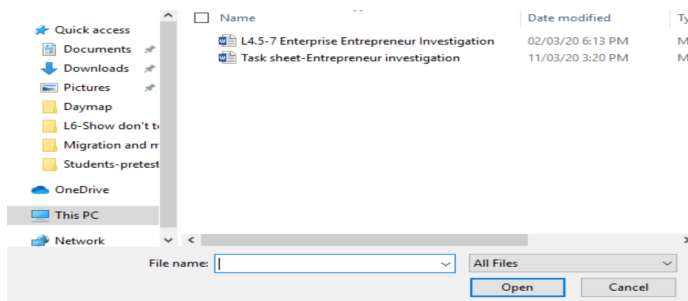 Name Date modified Ty
Quick access
L4.5-7 Enterprise Entrepreneur Investigation 02/03/20 6:13 PM M
Documents
Task sheet-Entrepreneur investigation 11/03/20 3:20 PM M
Downloads
Pictures
Daymap
L6-Show don't t
Migration and m
Students-pretest
OneDrive
This PC
Network
File name: All Files
Open Cancel